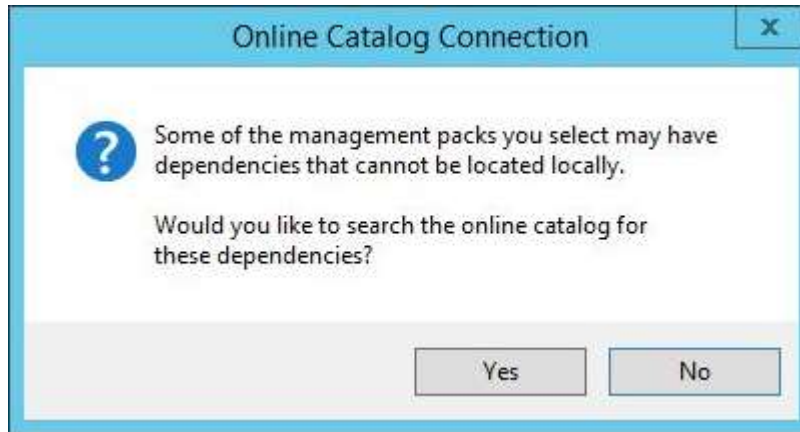 Online Catalog Connection
x
?
Some of the management packs you select may have
dependencies that cannot be located locally.
Would you like to search the online catalog for
these dependencies?
Yes
No